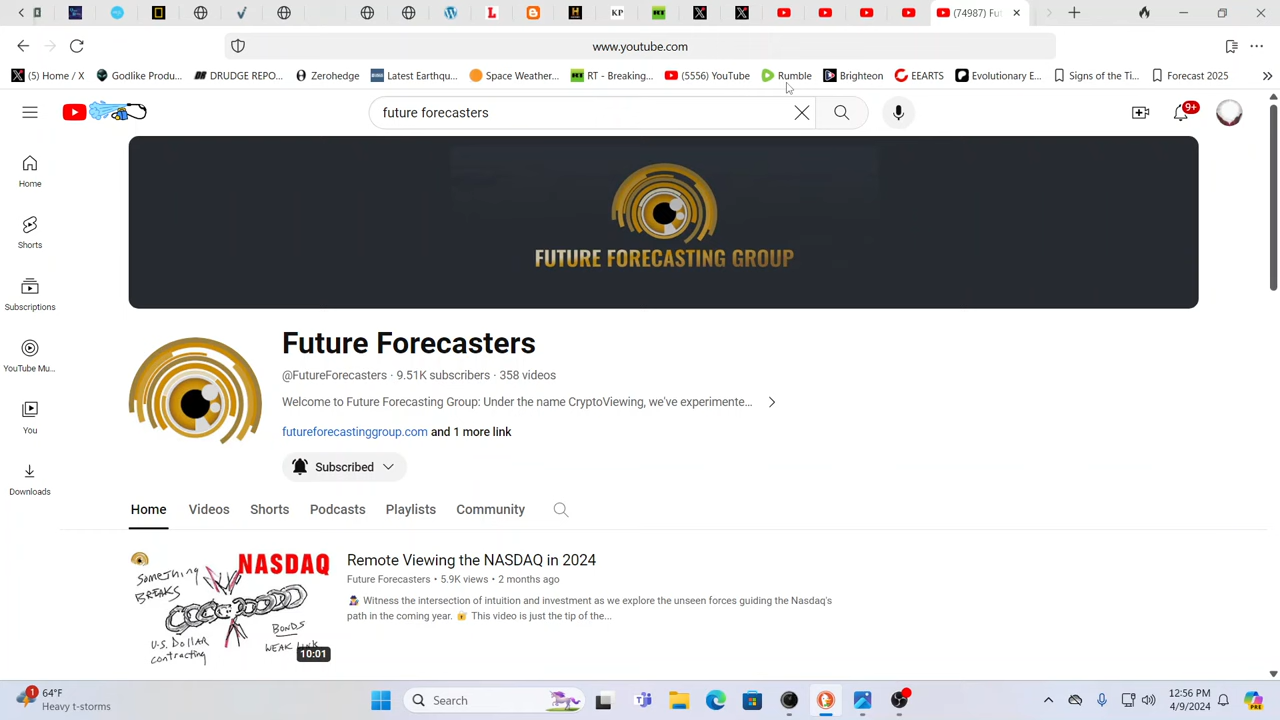 (74987) Fu
www.youtube.com
(5) Home / X
Godlike Produ...
DRUDGE REPO...
Zerohedge
Latest Earthqu...
Space Weather...
RT - Breaking...
(5556) YouTube
Rumble
Brighteon
EEARTS
Evolutionary E...
Signs of the Ti...
Forecast 2025
future forecasters
9+
Home
Shorts
Subscriptions
YouTube Mu...
You
Downloads
FUTURE FORECASTING GROUP
Future Forecasters
@FutureForecasters · 9.51K subscribers · 358 videos
Welcome to Future Forecasting Group: Under the name CryptoViewing, we've experimente...
futureforecastinggroup.com and 1 more link
Subscribed
Home Videos Shorts Podcasts Playlists Community
NASDAQ
SOMETHING
BREAKS
U.S. DOLLAR
contracting
BONDS
WEAK LINK
10:01
Remote Viewing the NASDAQ in 2024
Future Forecasters • 5.9K views • 2 months ago
Witness the intersection of intuition and investment as we explore the unseen forces guiding the Nasdaq's
path in the coming year. This video is just the tip of the...
1
64°F
Heavy t-storms
Search
12:56 PM
4/9/2024
PRE